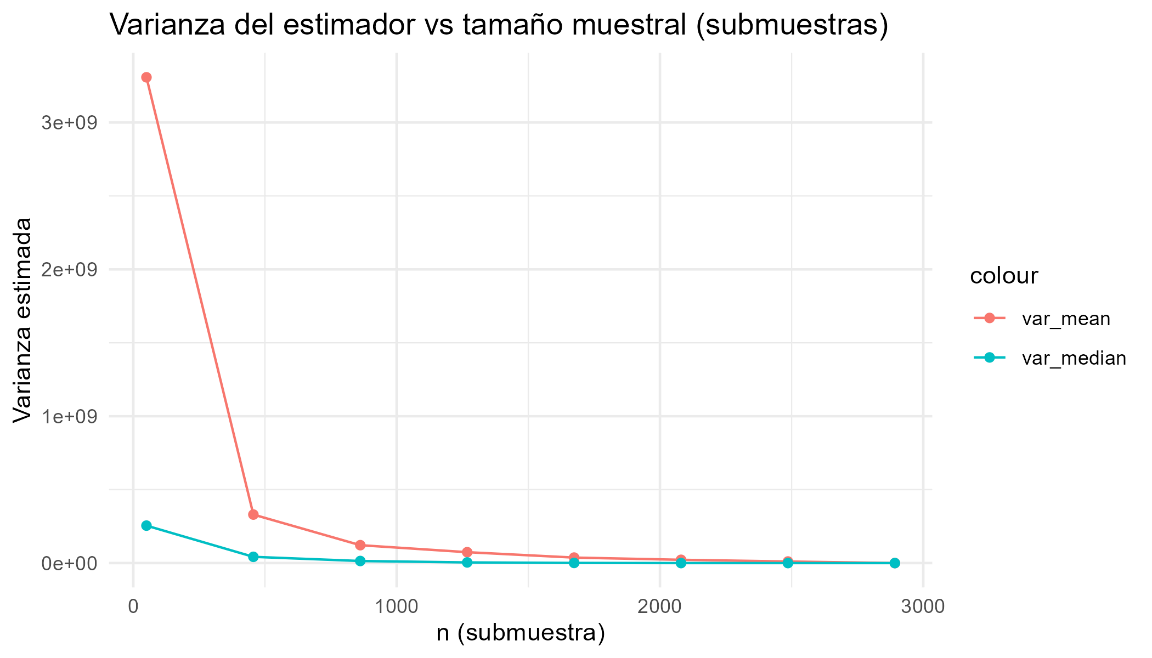 Varianza del estimador vs tamaño muestral (submuestras)
Varianza estimada
3e+09
2e+09
1e+09
0e+00
0
1000
2000
3000
n (submuestra)
colour
var_mean
var_median